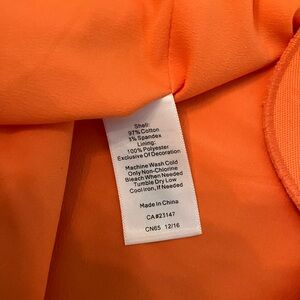 Shell:
97% Cotton
3% Spandex
Lining:
100% Polyester
Exclusive Of Decoration
Machine Wash Cold
Only Non-Chlorine
Bleach When Needed
Tumble Dry Low
Cool Iron, If Needed
Made In China
CA#23147
CN65 12/16